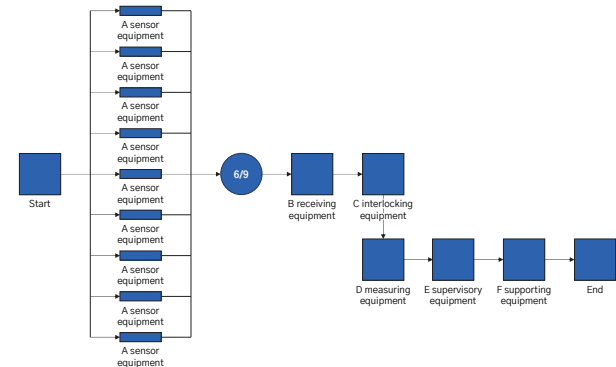 A sensor
equipment
A sensor
equipment
A sensor
equipment
A sensor
equipment
A sensor
equipment
A sensor
equipment
A sensor
equipment
A sensor
equipment
A sensor
equipment
Start
6/9
B receiving
equipment
C interlocking
equipment
D measuring
equipment
E supervisory
equipment
F supporting
equipment
End